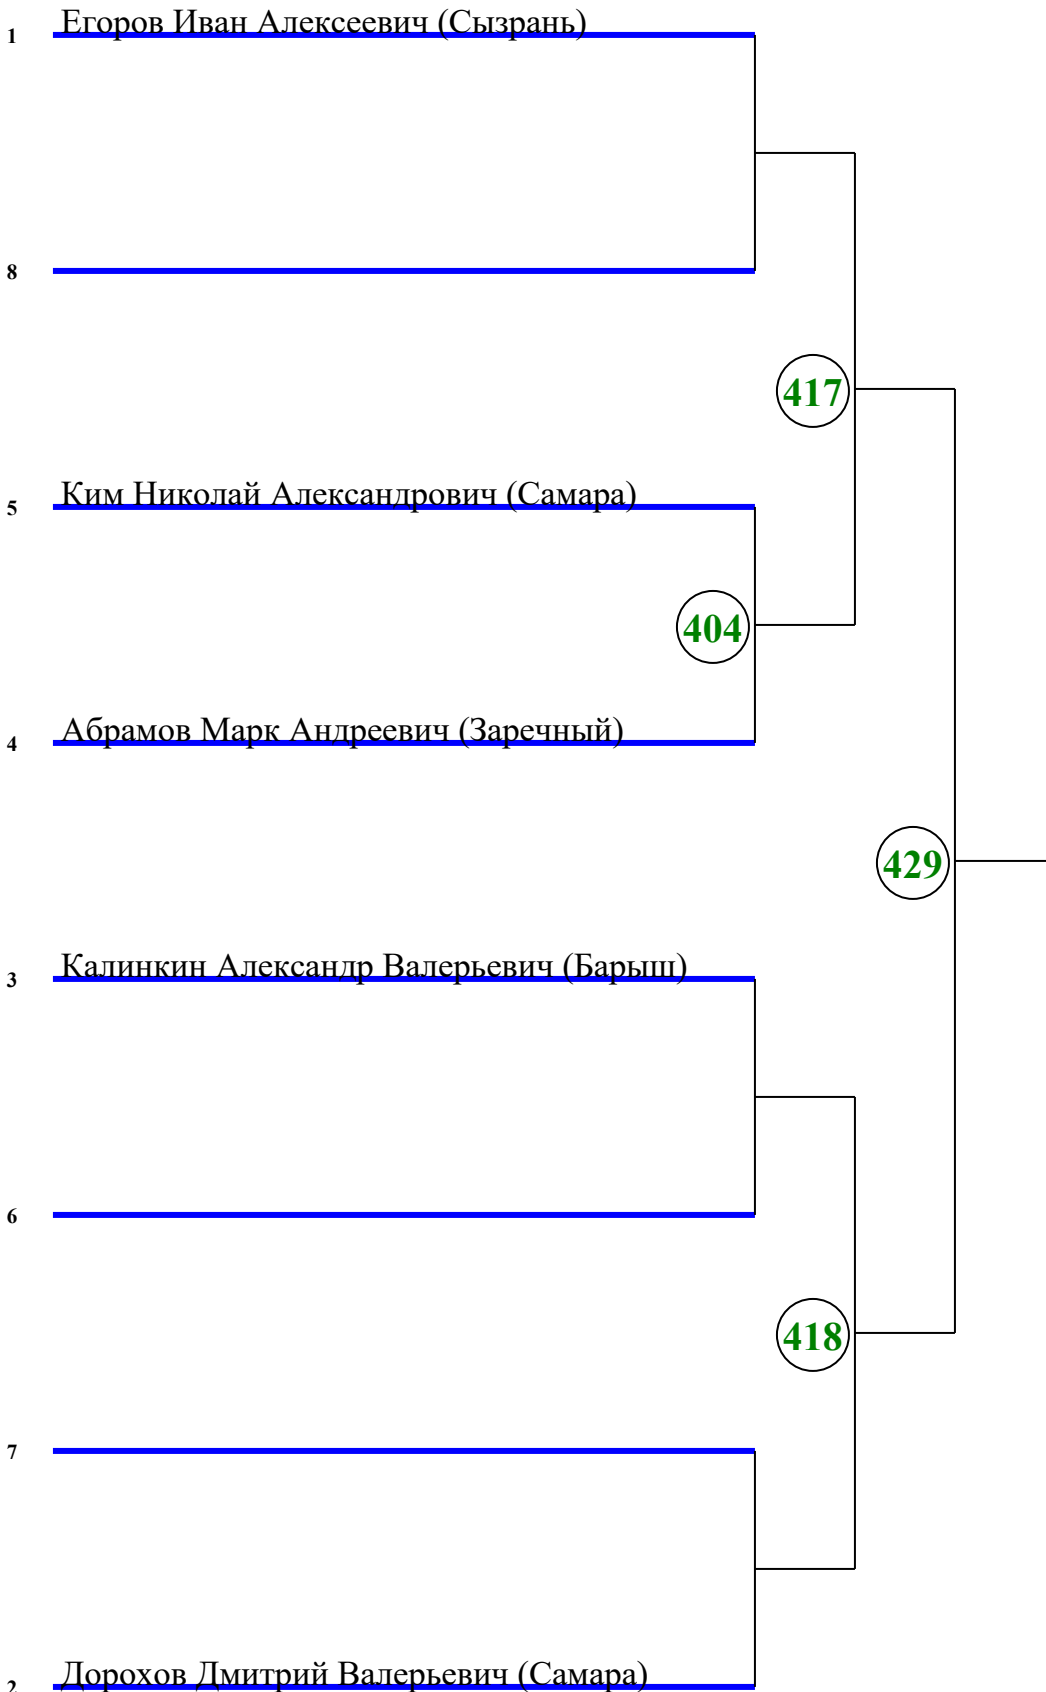 1 Егоров Иван Алексеевич (Сызрань)
8
417
5 Ким Николай Александрович (Самара)
404
4 Абрамов Марк Андреевич (Заречный)
429
3 Калинкин Александр Валерьевич (Барыш)
6
418
7
2 Дорохов Дмитрий Валерьевич (Самара)